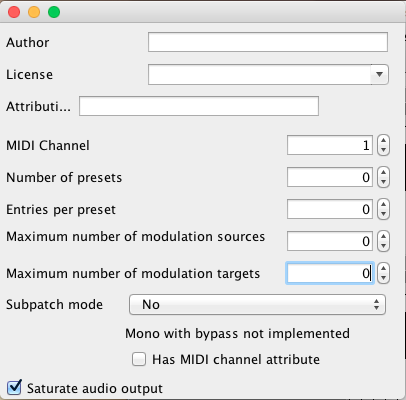 Author
License
Attributi...
MIDI Channel 1
Number of presets 0
Entries per preset 0
Maximum number of modulation sources 0
Maximum number of modulation targets 0
Subpatch mode No
Mono with bypass not implemented
Has MIDI channel attribute
Saturate audio output